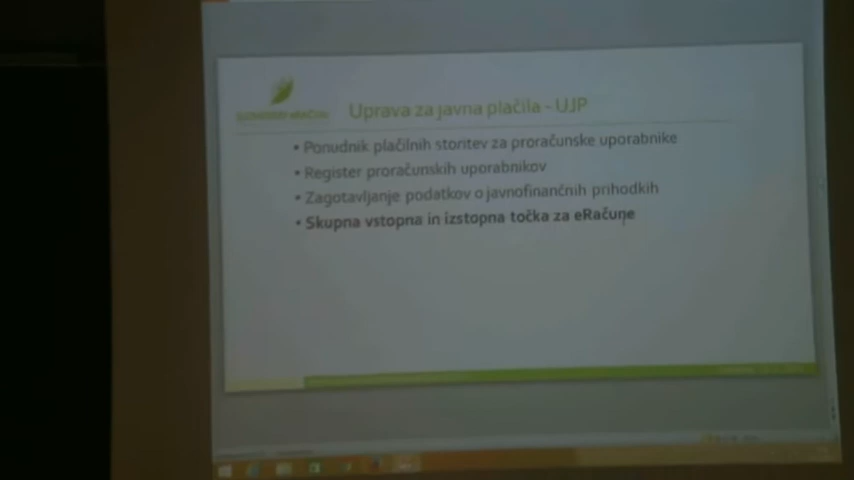 Uprava za javna plačila - UJP
• Ponudnik plačilnih storitev za proračunske uporabnike
• Register proračunskih uporabnikov
• Zagotavljanje podatkov o javnofinančnih prihodkih
• Skupna vstopna in izstopna točka za eRačune